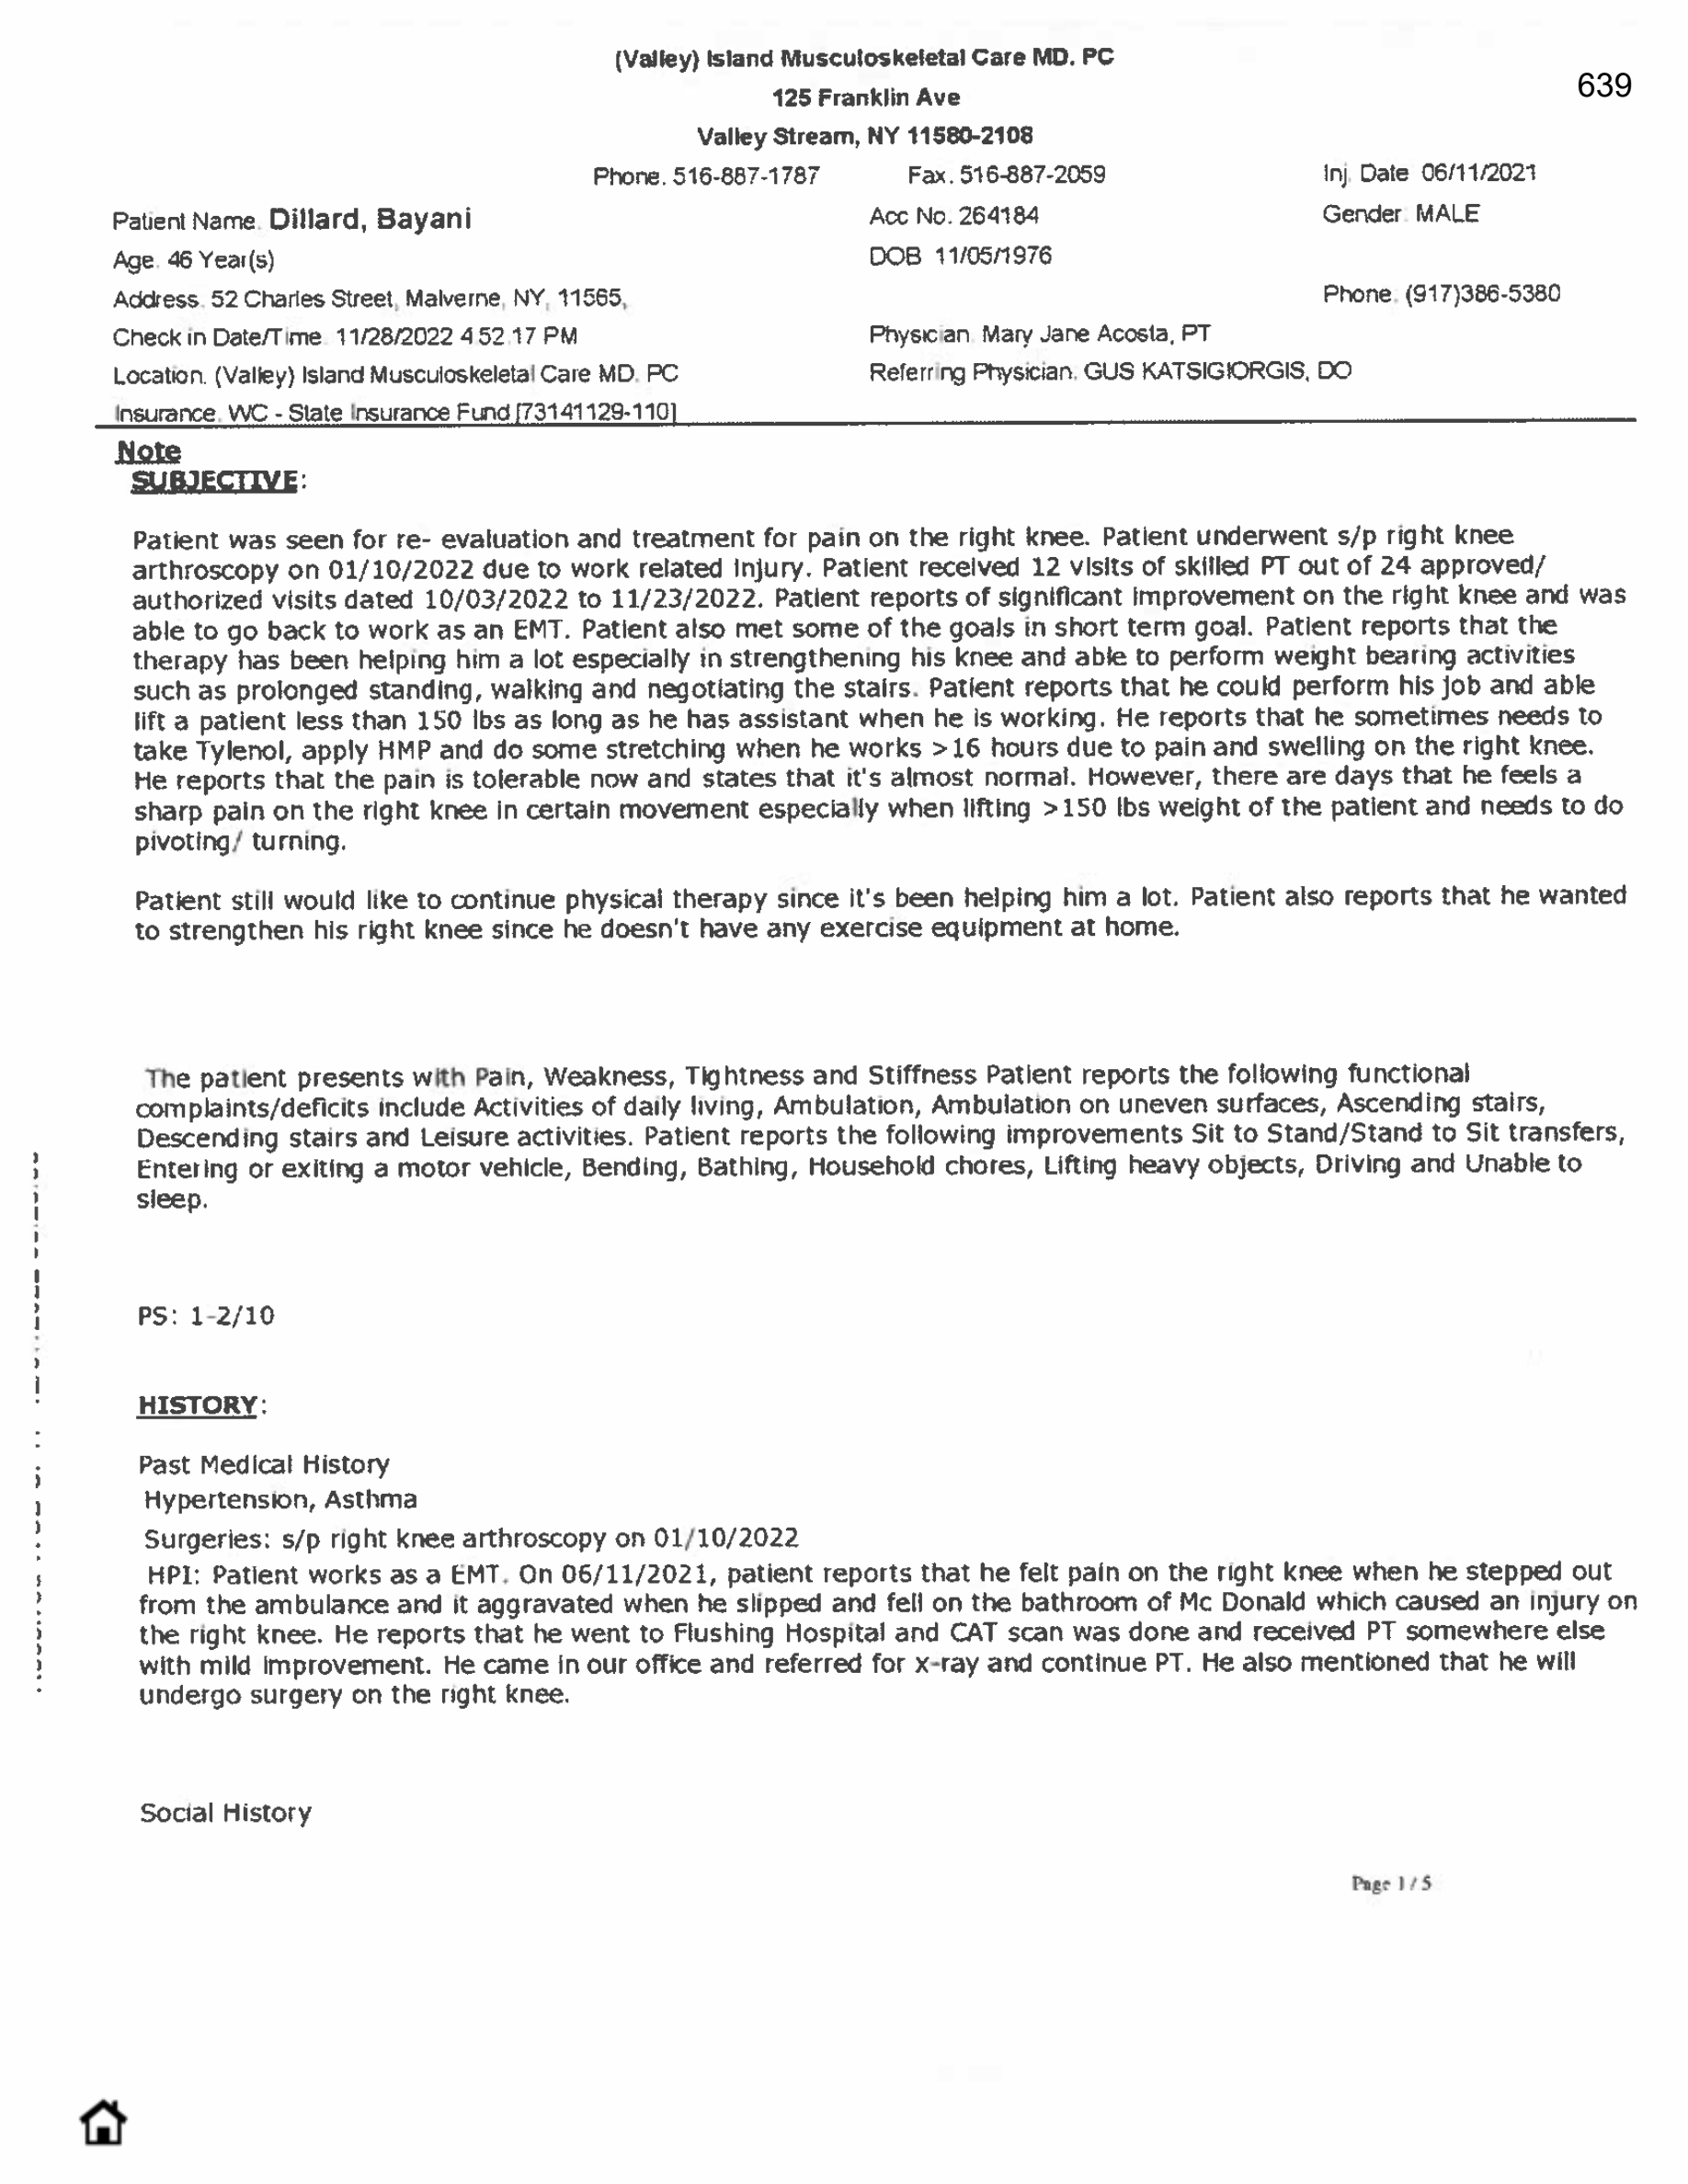 (Valley) Island Musculoskeletal Care MD. PC
639
125 Franklin Ave
Valley Stream, NY 11580-2108
Phone. 516-887-1787 Fax. 516-887-2059 Inj. Date 06/11/2021
Patient Name. Dillard, Bayani Acc No. 264184 Gender. MALE
Age. 46 Year(s) DOB 11/05/1976
Address. 52 Charles Street, Malverne, NY, 11565, Phone. (917)386-5380
Check in Date/Time 11/28/2022 4.52.17 PM Physician. Mary Jane Acosta, PT
Location. (Valley) Island Musculoskeletal Care MD. PC Referring Physician. GUS KATSIGIORGIS, DO
Insurance. WC - State Insurance Fund [73141129-110]
Note
SUBJECTIVE:
Patient was seen for re- evaluation and treatment for pain on the right knee. Patient underwent s/p right knee
arthroscopy on 01/10/2022 due to work related injury. Patient received 12 visits of skilled PT out of 24 approved/
authorized visits dated 10/03/2022 to 11/23/2022. Patient reports of significant improvement on the right knee and was
able to go back to work as an EMT. Patient also met some of the goals in short term goal. Patient reports that the
therapy has been helping him a lot especially in strengthening his knee and able to perform weight bearing activities
such as prolonged standing, walking and negotiating the stairs. Patient reports that he could perform his job and able
lift a patient less than 150 lbs as long as he has assistant when he is working. He reports that he sometimes needs to
take Tylenol, apply HMP and do some stretching when he works >16 hours due to pain and swelling on the right knee.
He reports that the pain is tolerable now and states that it's almost normal. However, there are days that he feels a
sharp pain on the right knee in certain movement especially when lifting >150 lbs weight of the patient and needs to do
pivoting/ turning.
Patient still would like to continue physical therapy since it's been helping him a lot. Patient also reports that he wanted
to strengthen his right knee since he doesn't have any exercise equipment at home.
The patient presents with Pain, Weakness, Tightness and Stiffness Patient reports the following functional
complaints/deficits include Activities of daily living, Ambulation, Ambulation on uneven surfaces, Ascending stairs,
Descending stairs and Leisure activities. Patient reports the following improvements Sit to Stand/Stand to Sit transfers,
Entering or exiting a motor vehicle, Bending, Bathing, Household chores, Lifting heavy objects, Driving and Unable to
sleep.
PS: 1-2/10
HISTORY:
Past Medical History
Hypertension, Asthma
Surgeries: s/p right knee arthroscopy on 01/10/2022
HPI: Patient works as a EMT. On 06/11/2021, patient reports that he felt pain on the right knee when he stepped out
from the ambulance and it aggravated when he slipped and fell on the bathroom of Mc Donald which caused an injury on
the right knee. He reports that he went to Flushing Hospital and CAT scan was done and received PT somewhere else
with mild improvement. He came in our office and referred for x-ray and continue PT. He also mentioned that he will
undergo surgery on the right knee.
Social History
Page 1 / 5